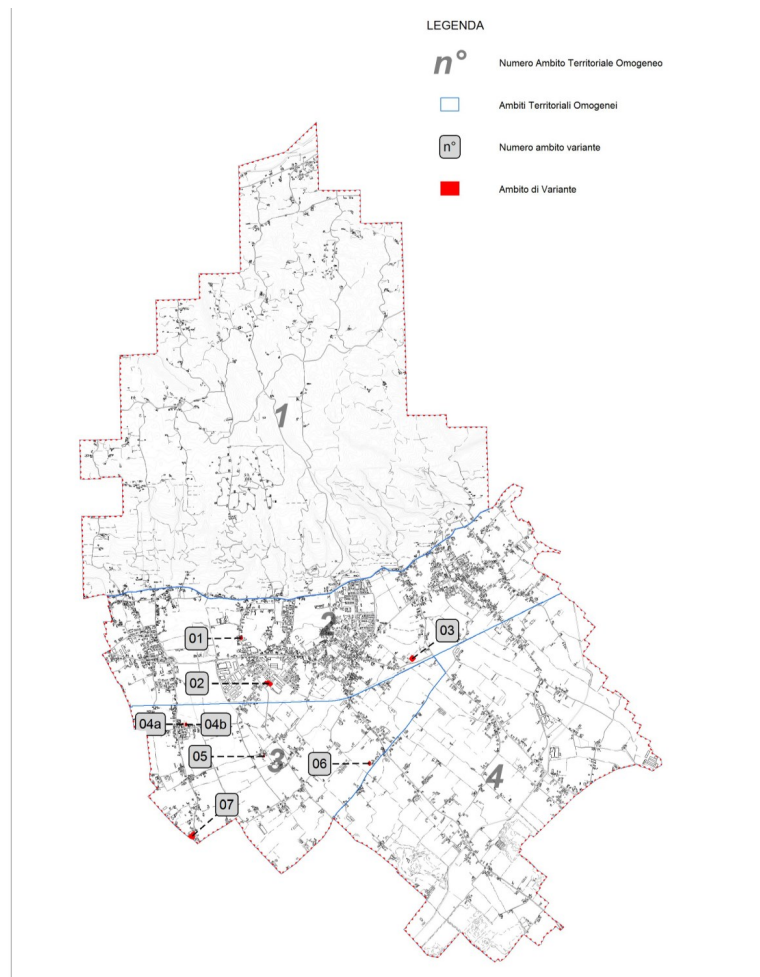 LEGENDA
n° Numero Ambito Territoriale Omogeneo
Ambiti Territoriali Omogenei
n° Numero ambito variante
Ambito di Variante
1
2
01
03
02
04a 04b
05
3
06
4
07